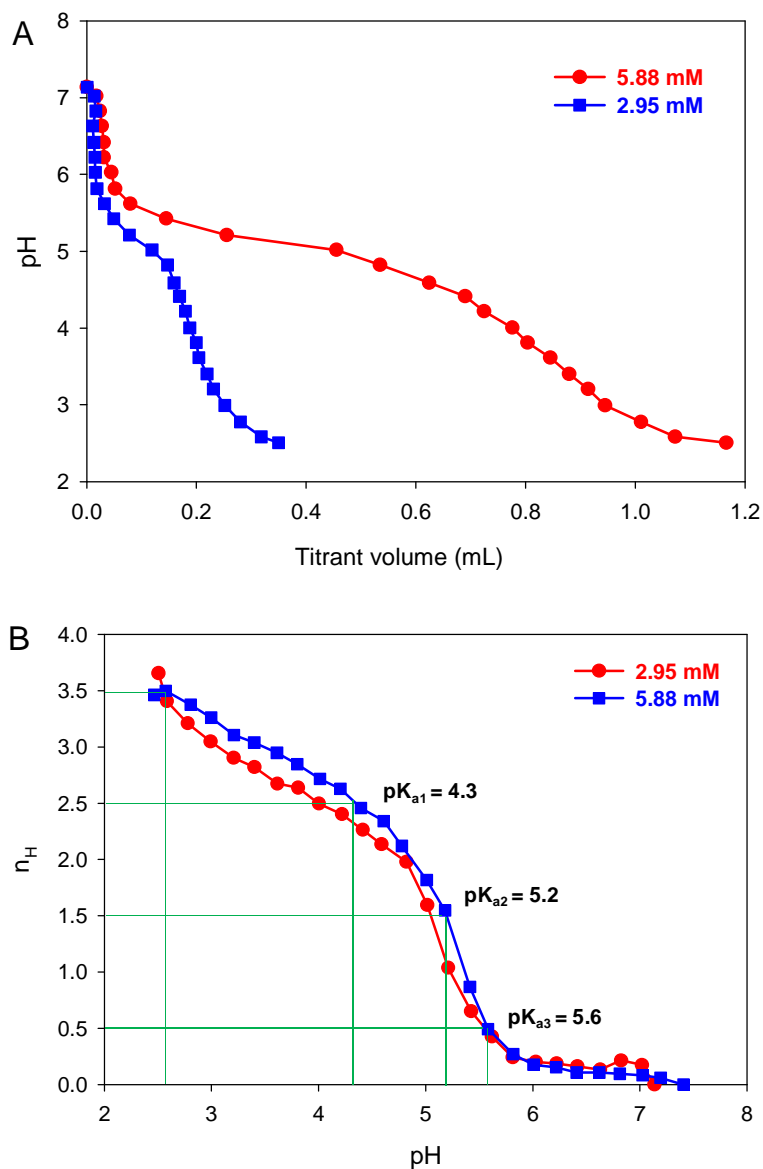 A
8
7
6
5
4
3
2
pH
5.88 mM
2.95 mM
0.0 0.2 0.4 0.6 0.8 1.0 1.2
Titrant volume (mL)
B
4.0
3.5
3.0
2.5
2.0
1.5
1.0
0.5
0.0
nH
2.95 mM
5.88 mM
pKa1 = 4.3
pKa2 = 5.2
pKa3 = 5.6
2 3 4 5 6 7 8
pH